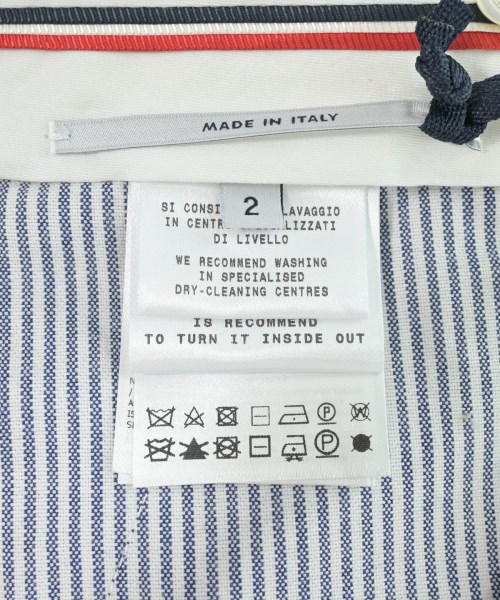 MADE IN ITALY
2
SI CONSI LAVAGGIO
IN CENTR LIZZATI
DI LIVELLO
WE RECOMMEND WASHING
IN SPECIALISED
DRY-CLEANING CENTRES
IS RECOMMEND
TO TURN IT INSIDE OUT
P W
P